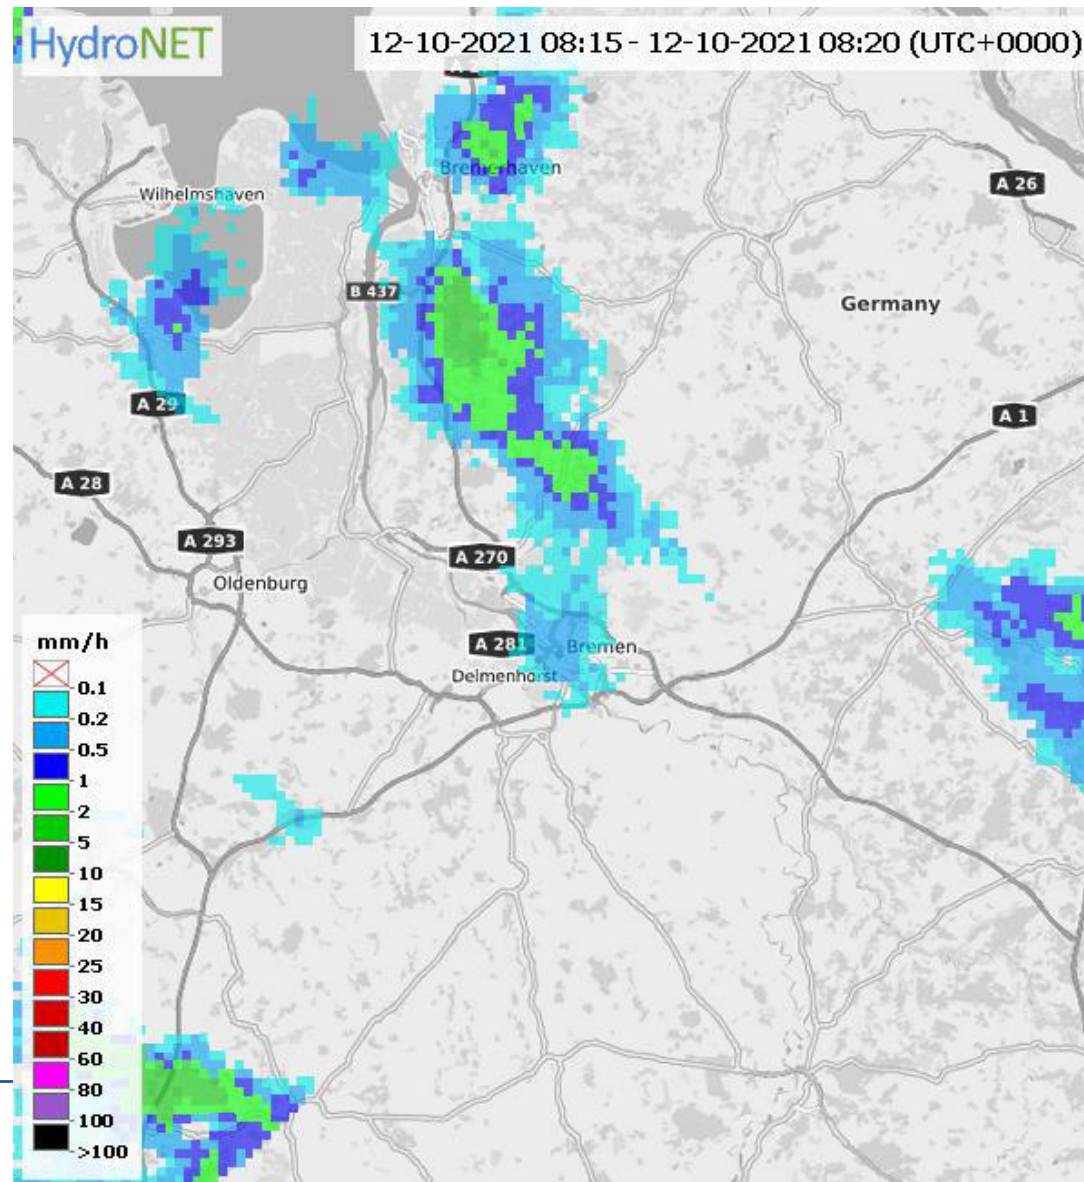 HydroNET
12-10-2021 08:15 - 12-10-2021 08:20 (UTC+0000)
Bremerhaven
Wilhelmshaven
A 26
B 437
Germany
A 29
A 1
A 28
A 293
A 270
Oldenburg
A 281
Bremen
Delmenhorst
mm/h
0.1
0.2
0.5
1
2
5
10
15
20
25
30
40
60
80
100
>100